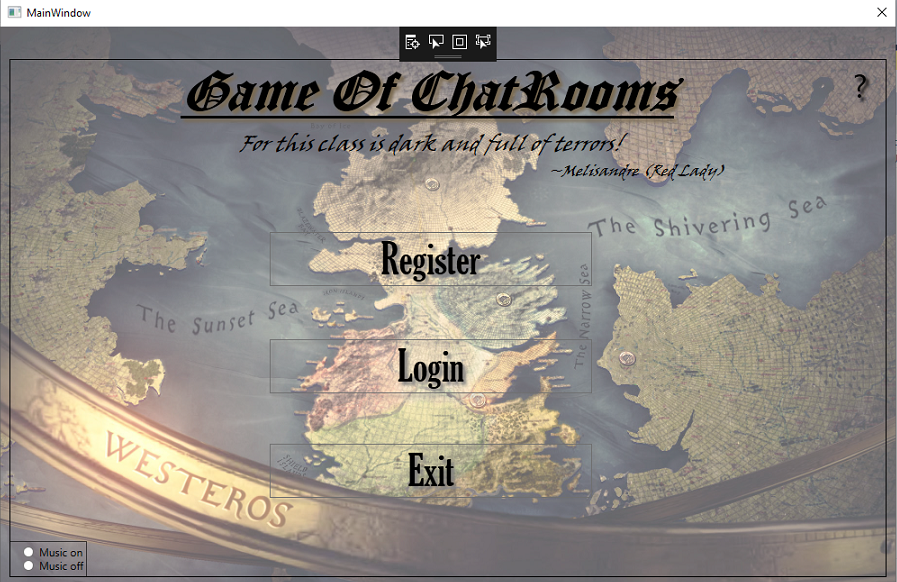 MainWindow
Game Of ChatRooms
?
For this class is dark and full of terrors!
~Melisandre (Red Lady)
The Shivering Sea
Register
The Narrow Sea
The Sunset Sea
Login
Exit
WESTEROS
Music on
Music off